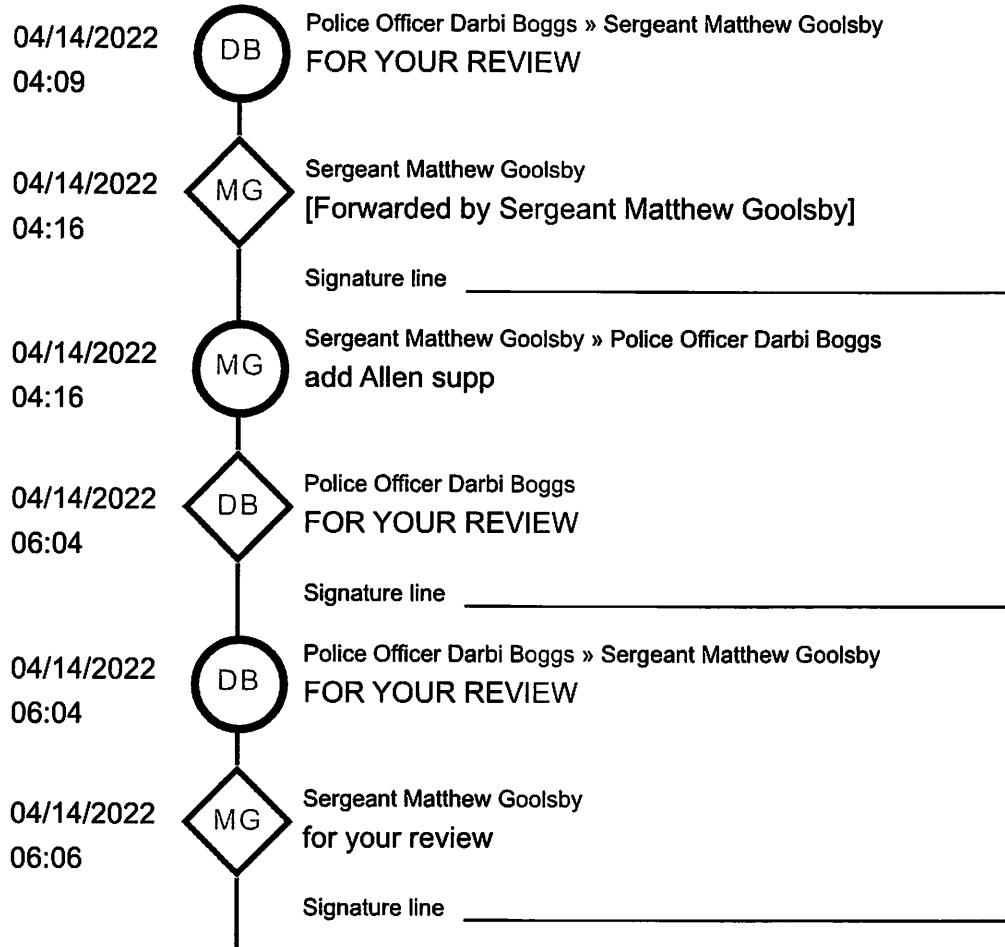 04/14/2022
04:09
DB
Police Officer Darbi Boggs » Sergeant Matthew Goolsby
FOR YOUR REVIEW
04/14/2022
04:16
MG
Sergeant Matthew Goolsby
[Forwarded by Sergeant Matthew Goolsby]
Signature line
04/14/2022
04:16
MG
Sergeant Matthew Goolsby » Police Officer Darbi Boggs
add Allen supp
04/14/2022
06:04
DB
Police Officer Darbi Boggs
FOR YOUR REVIEW
Signature line
04/14/2022
06:04
DB
Police Officer Darbi Boggs » Sergeant Matthew Goolsby
FOR YOUR REVIEW
04/14/2022
06:06
MG
Sergeant Matthew Goolsby
for your review
Signature line